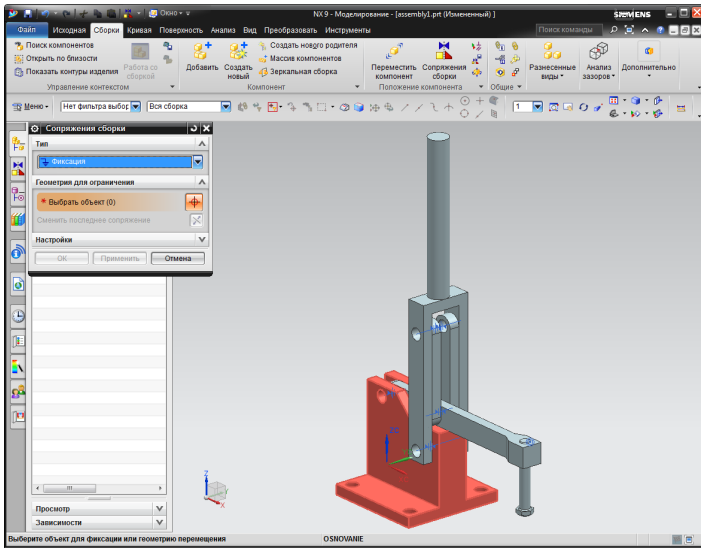 Окно
NX 9 - Моделирование - [assembly1.prt (Измененный) ]
SIEMENS
Файл Исходная Сборки Кривая Поверхность Анализ Вид Преобразовать Инструменты Поиск команды
Поиск компонентов
Открыть по близости
Показать контуры изделия
Работа со сборкой
Управление контекстом
Добавить
Создать новый
Создать нового родителя
Массив компонентов
Зеркальная сборка
Компонент
Переместить компонент
Сопряжения сборки
Положение компонента
Общие
Разнесенные виды
Анализ зазоров
Дополнительно
Меню
Нет фильтра выбор
Вся сборка
1
Сопряжения сборки
Тип
Фиксация
Геометрия для ограничения
* Выбрать объект (0)
Сменить последнее сопряжение
Настройки
ОК Применить Отмена
Просмотр
Зависимости
ZC
Z
Y
X
Выберите объект для фиксации или геометрию перемещения
OSNOVANIE